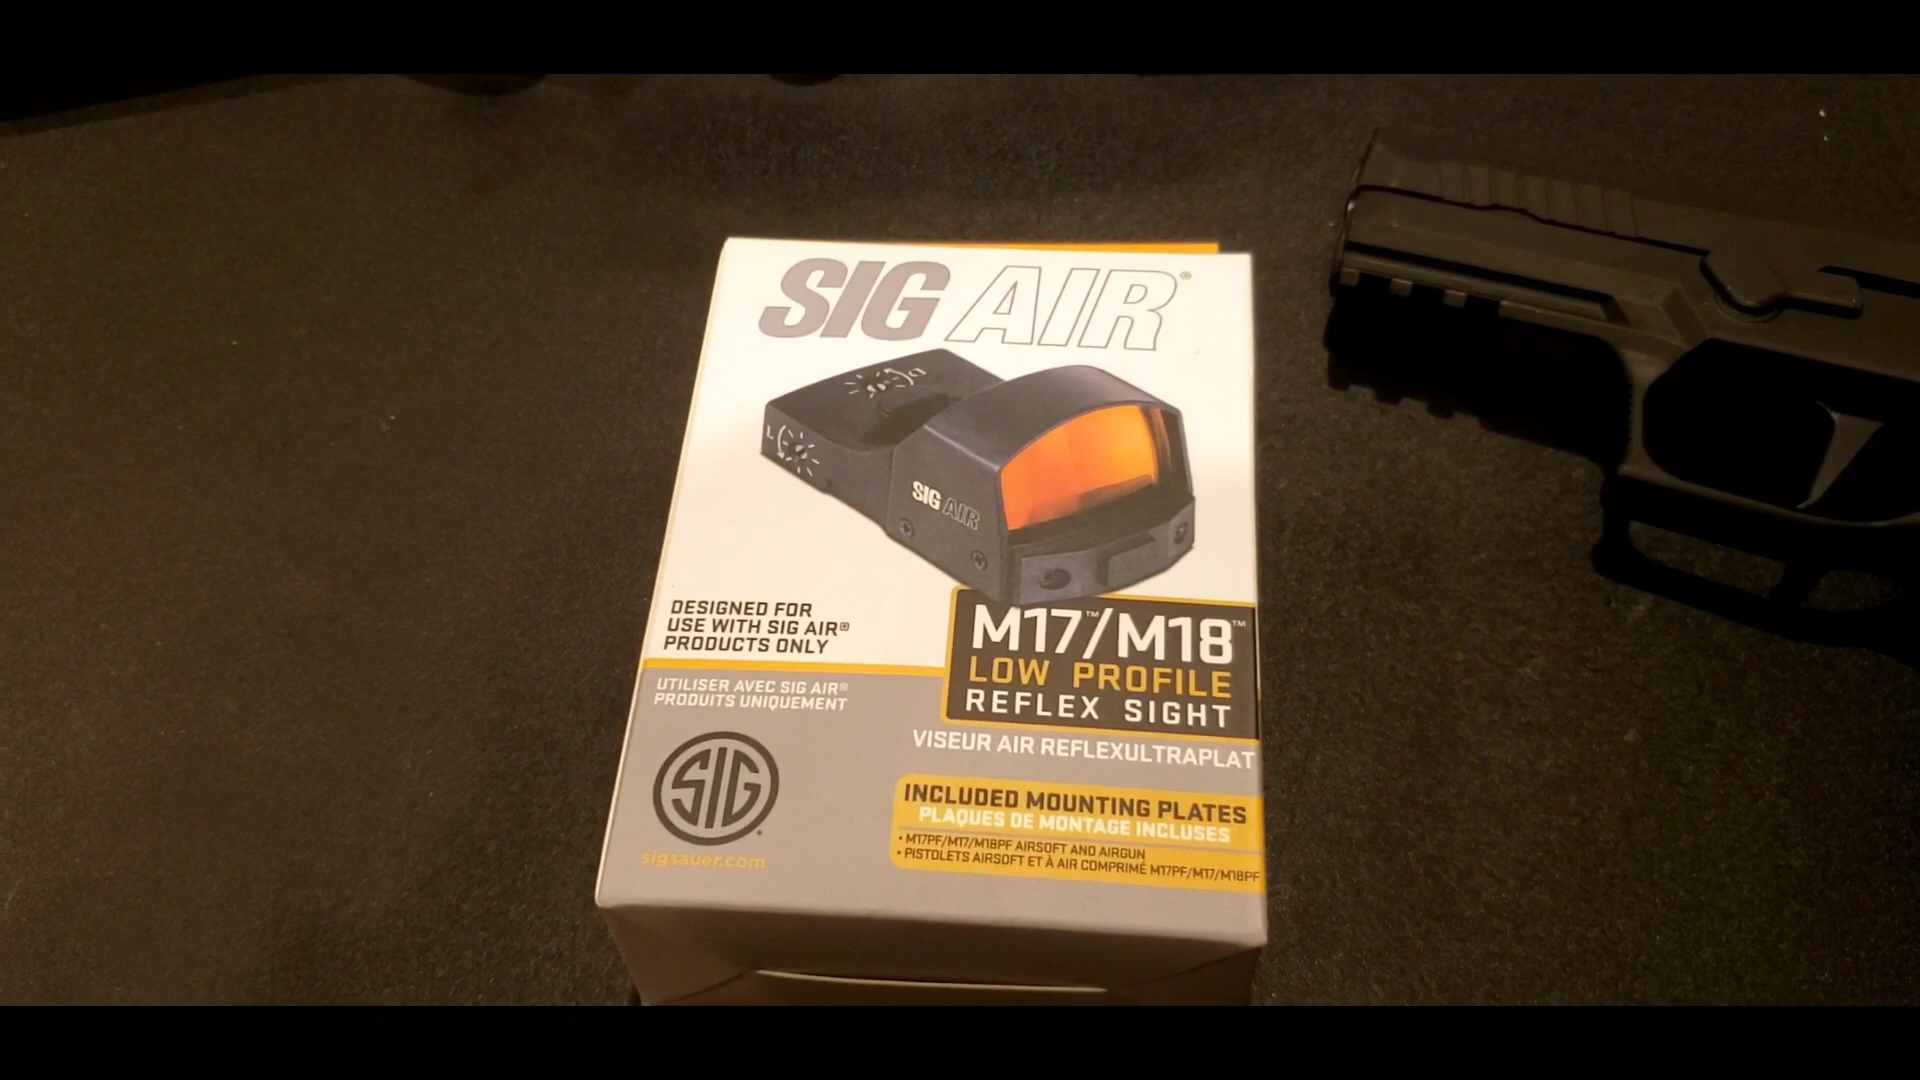 SIG AIR®
L
SIG AIR
DESIGNED FOR
USE WITH SIG AIR®
PRODUCTS ONLY
UTILISER AVEC SIG AIR®
PRODUITS UNIQUEMENT
M17™/M18™
LOW PROFILE
REFLEX SIGHT
VISEUR AIR REFLEXULTRAPLAT
SIG
sigsauer.com
INCLUDED MOUNTING PLATES
PLAQUES DE MONTAGE INCLUSES
• M17PF/M17/M18PF AIRSOFT AND AIRGUN
• PISTOLETS AIRSOFT ET À AIR COMPRIMÉ M17PF/M17/M18PF